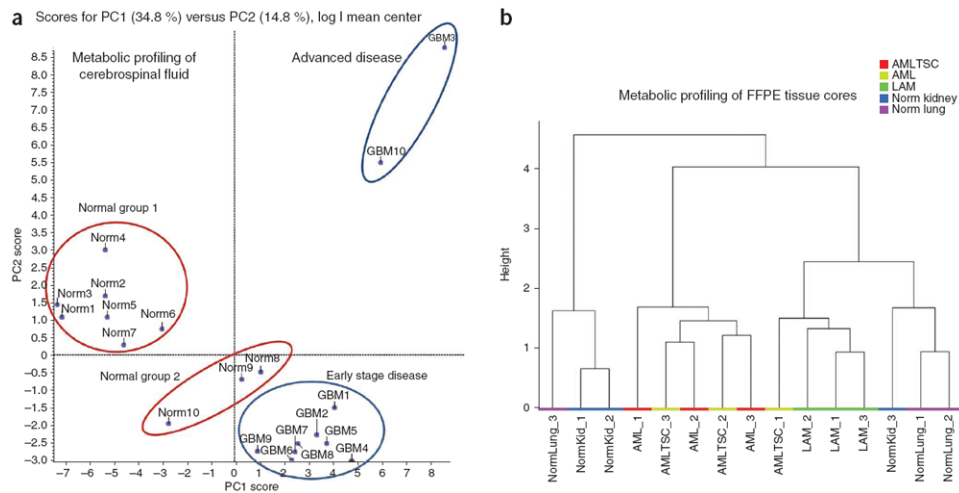 a
Scores for PC1 (34.8 %) versus PC2 (14.8 %), log I mean center
Metabolic profiling of
cerebrospinal fluid
Advanced disease
GBM3
GBM10
Normal group 1
Norm4
Norm2
Norm3
Norm1
Norm5
Norm6
Norm7
Normal group 2
Norm8
Norm9
Norm10
Early stage disease
GBM1
GBM2
GBM7
GBM5
GBM9
GBM6
GBM8
GBM4
PC2 score
8.5
8.0
7.5
7.0
6.5
6.0
5.5
5.0
4.5
4.0
3.5
3.0
2.5
2.0
1.5
1.0
0.5
0
−0.5
−1.0
−1.5
−2.0
−2.5
−3.0
−7 −6 −5 −4 −3 −2 −1 0 1 2 3 4 5 6 7 8
PC1 score
b
AMLTSC
AML
LAM
Norm kidney
Norm lung
Metabolic profiling of FFPE tissue cores
Height
4
3
2
1
0
NormLung_3
NormKid_1
NormKid_2
AML_1
AMLTSC_3
AML_2
AMLTSC_2
AML_3
AMLTSC_1
LAM_2
LAM_1
LAM_3
NormKid_3
NormLung_1
NormLung_2